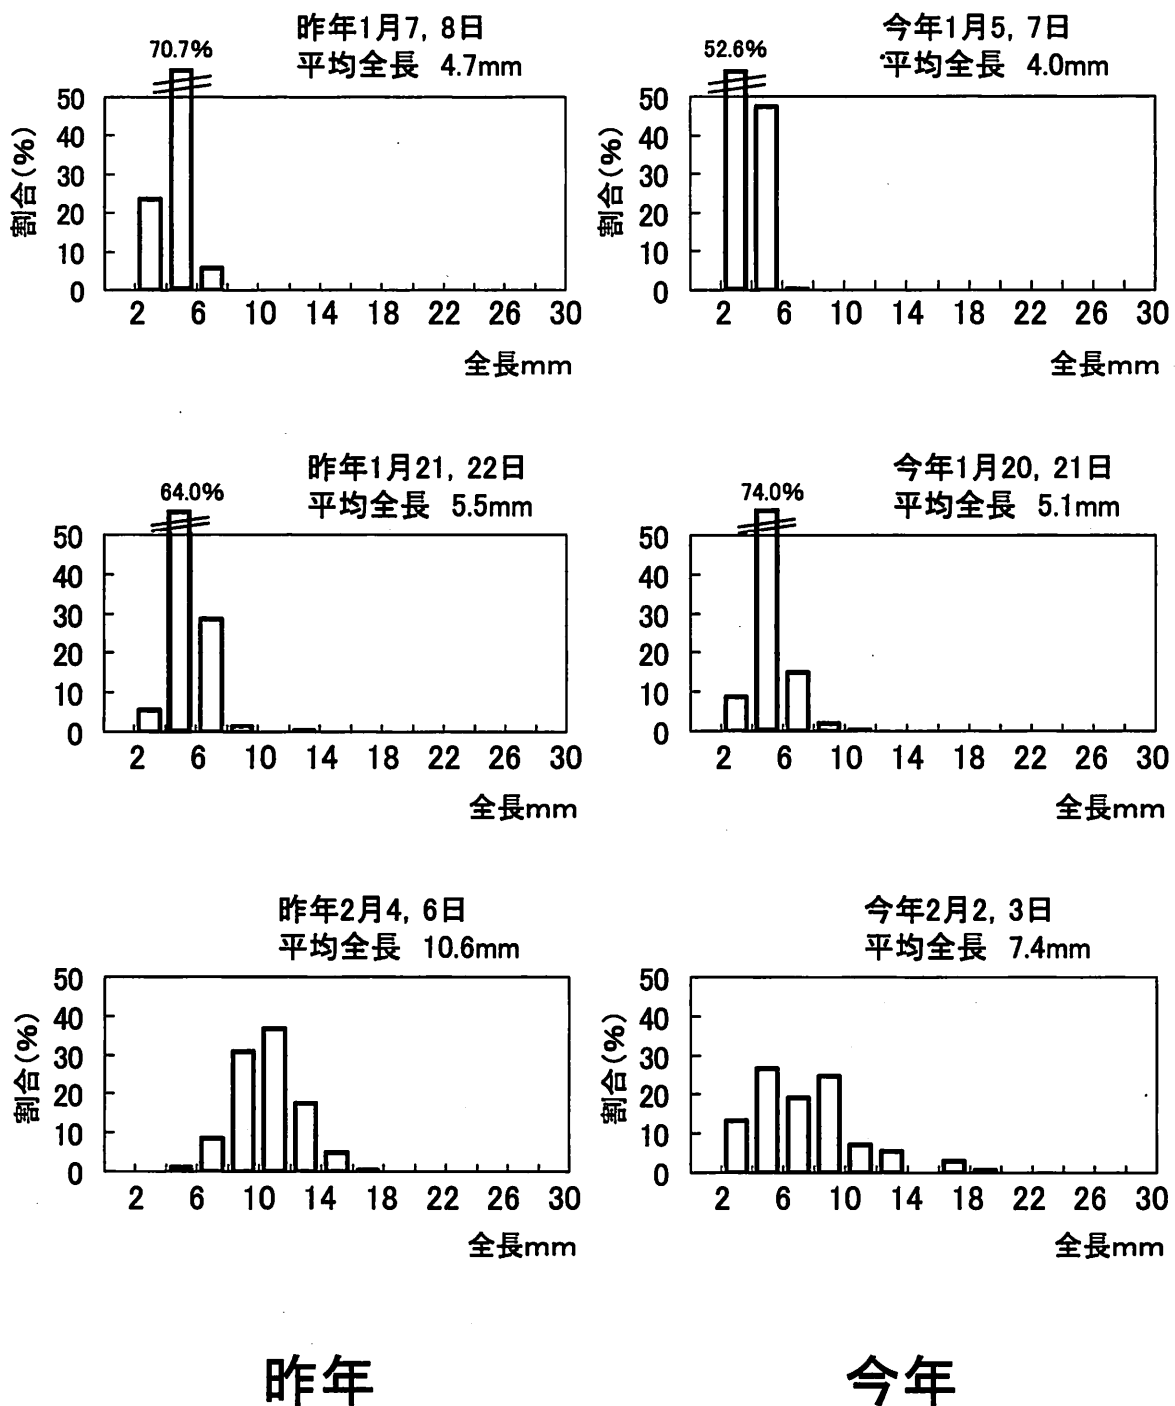 昨年1月7, 8日
平均全長 4.7mm
70.7%
割合(%)
50
40
30
20
10
0
2 6 10 14 18 22 26 30
全長mm
今年1月5, 7日
平均全長 4.0mm
52.6%
割合(%)
50
40
30
20
10
0
2 6 10 14 18 22 26 30
全長mm
昨年1月21, 22日
平均全長 5.5mm
64.0%
50
40
30
20
10
0
2 6 10 14 18 22 26 30
全長mm
今年1月20, 21日
平均全長 5.1mm
74.0%
50
40
30
20
10
0
2 6 10 14 18 22 26 30
全長mm
昨年2月4, 6日
平均全長 10.6mm
割合(%)
50
40
30
20
10
0
2 6 10 14 18 22 26 30
全長mm
今年2月2, 3日
平均全長 7.4mm
割合(%)
50
40
30
20
10
0
2 6 10 14 18 22 26 30
全長mm
昨年
今年